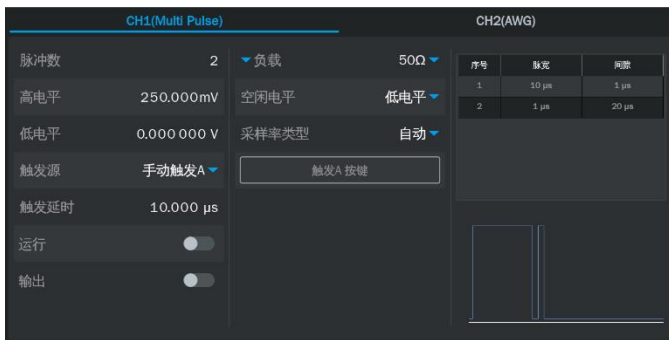 CH1(Multi Pulse)
CH2(AWG)
脉冲数 2
高电平 250.000mV
低电平 0.000 000 V
触发源 手动触发A
触发延时 10.000 μs
运行
输出
负载 50Ω
空闲电平 低电平
采样率类型 自动
触发A 按键
序号 脉宽 间隙
1 10 μs 1 μs
2 1 μs 20 μs